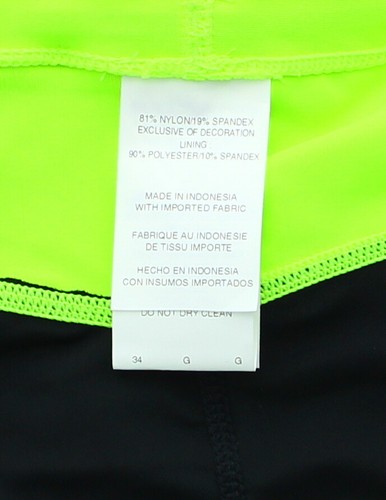 81% NYLON/19% SPANDEX
EXCLUSIVE OF DECORATION
LINING
90% POLYESTER/10% SPANDEX
MADE IN INDONESIA
WITH IMPORTED FABRIC
FABRIQUE AU INDONESIE
DE TISSU IMPORTE
HECHO EN INDONESIA
CON INSUMOS IMPORTADOS
DO NOT DRY CLEAN
34 G G